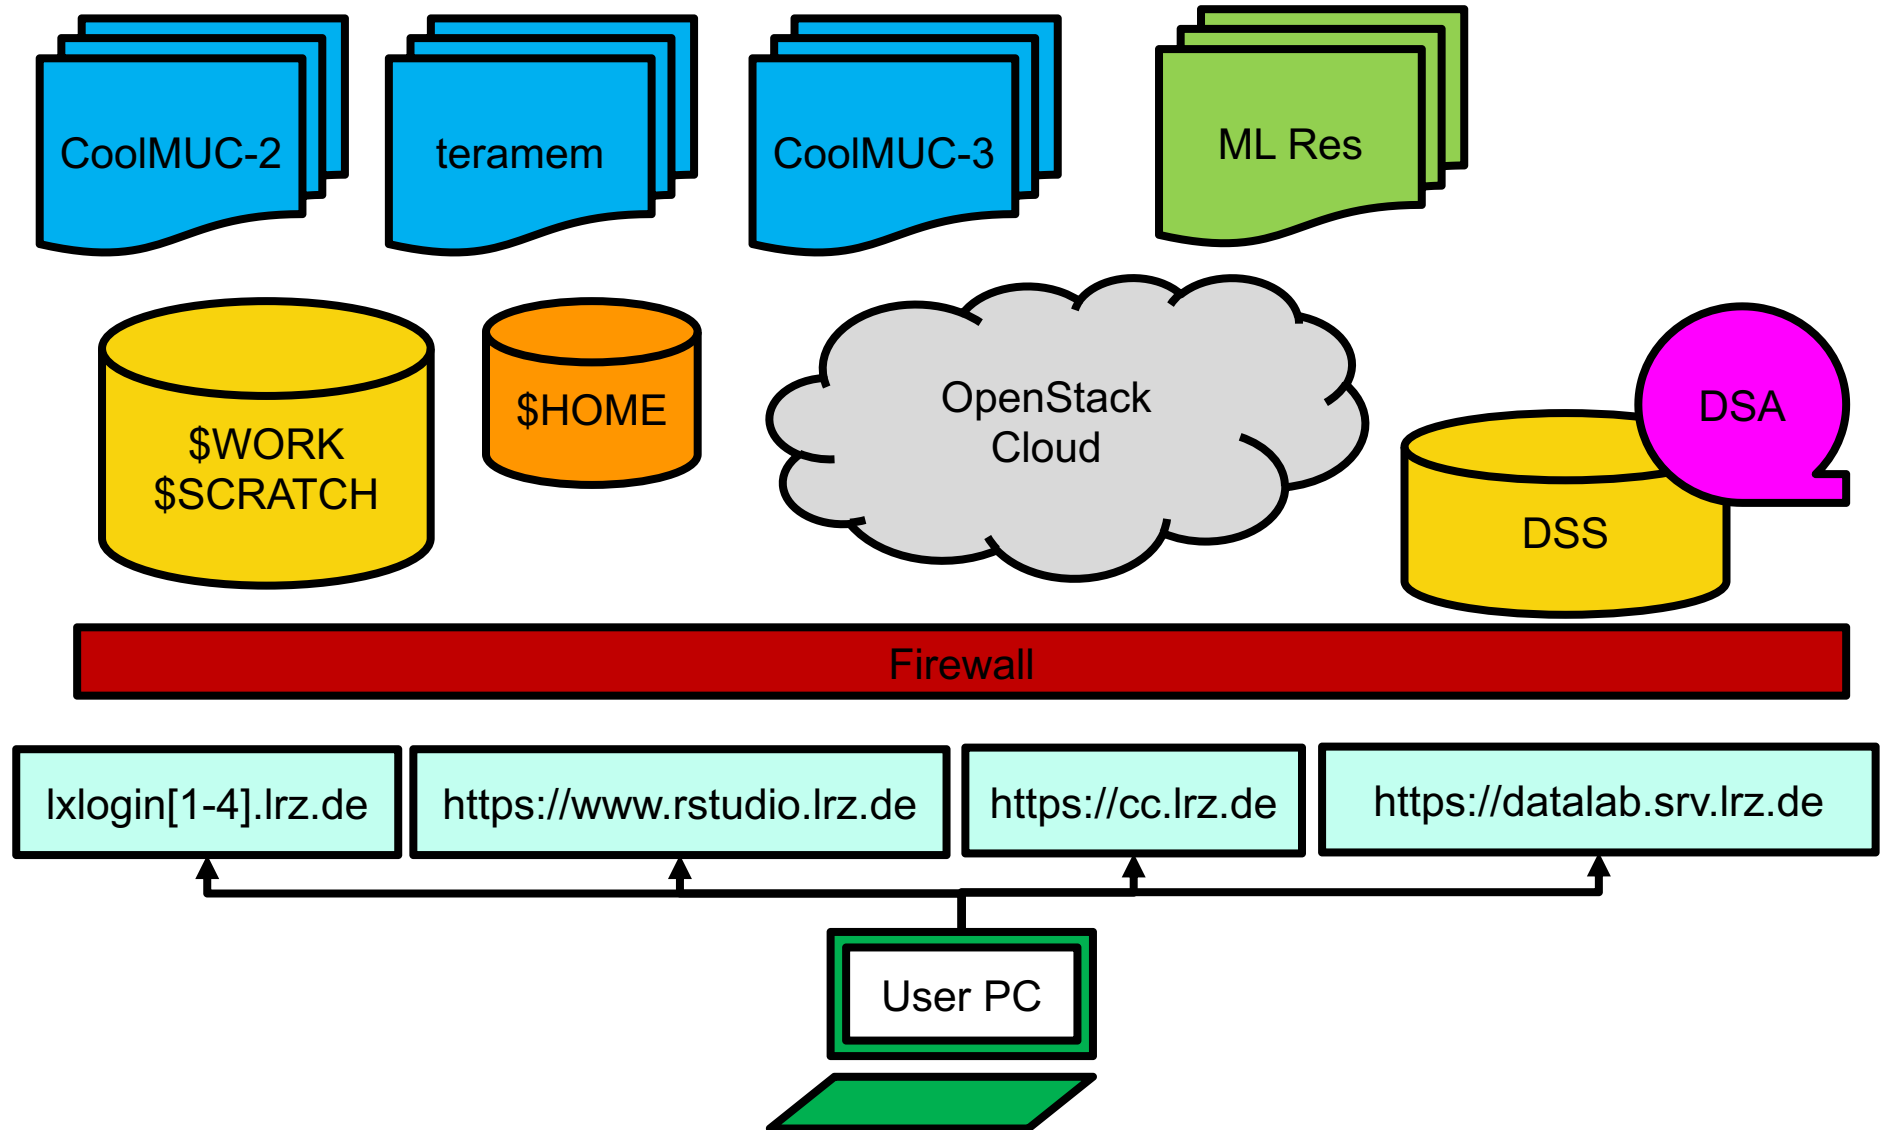 CoolMUC-2
teramem
CoolMUC-3
ML Res
$WORK
$SCRATCH
$HOME
OpenStack
Cloud
DSA
DSS
Firewall
lxlogin[1-4].lrz.de
https://www.rstudio.lrz.de
https://cc.lrz.de
https://datalab.srv.lrz.de
User PC